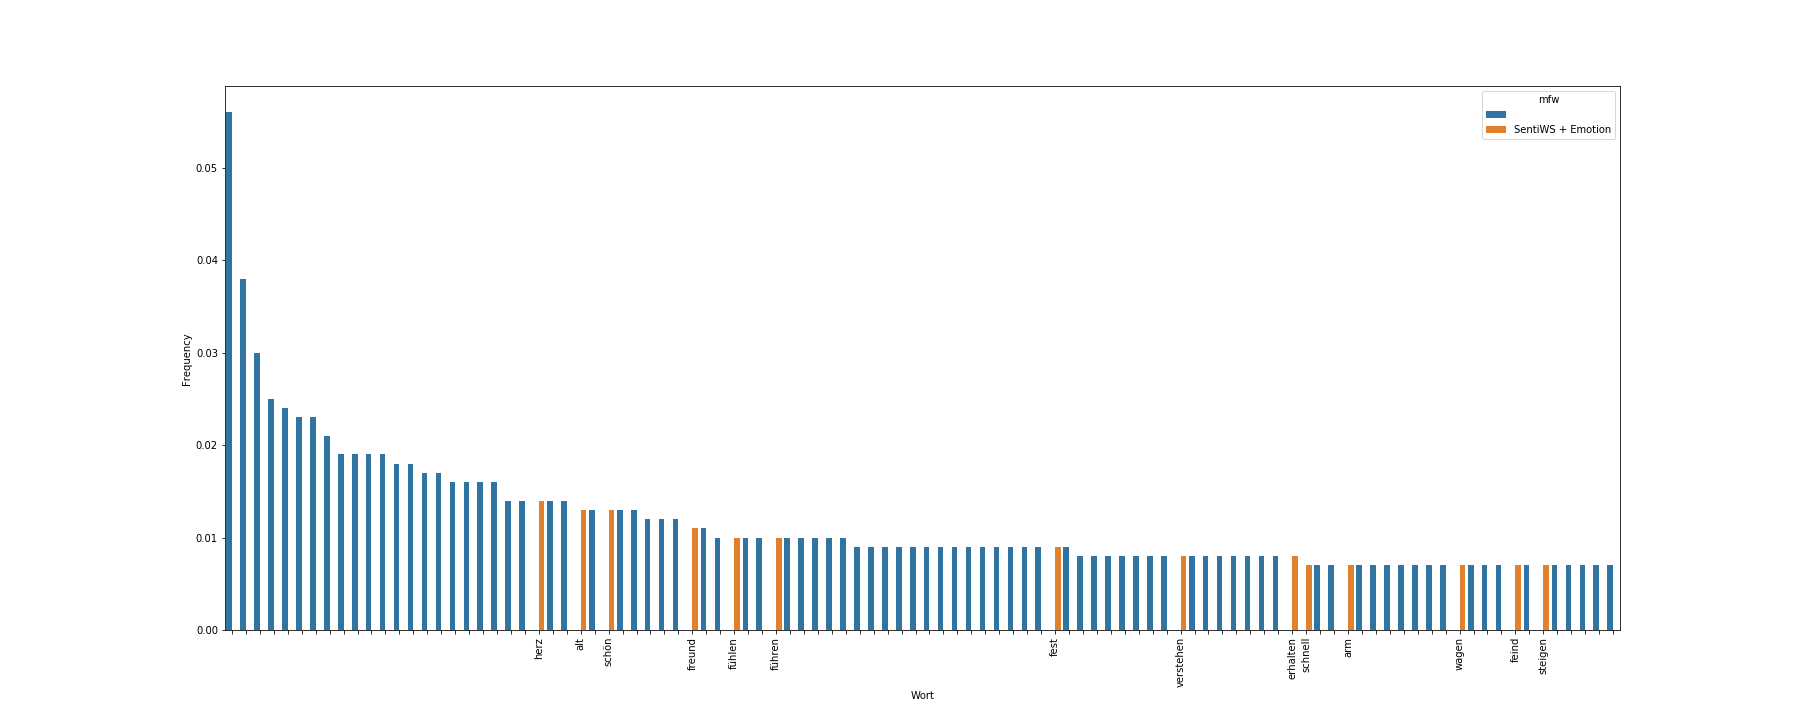 mfw
SentiWS + Emotion
Frequency
0.05
0.04
0.03
0.02
0.01
0.00
herz
alt
schön
freund
fühlen
führen
fest
verstehen
erhalten
schnell
arm
wagen
feind
steigen
Wort